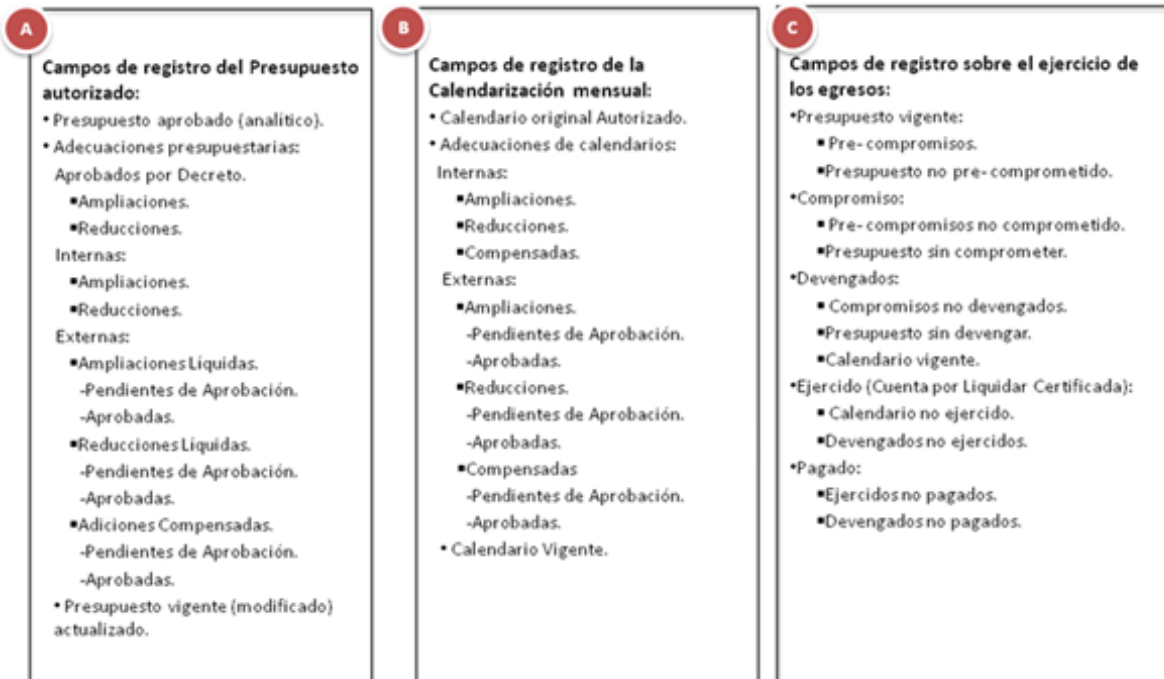 A
Campos de registro del Presupuesto
autorizado:
• Presupuesto aprobado (analítico).
• Adecuaciones presupuestarias:
Aprobados por Decreto.
▪Ampliaciones.
▪Reducciones.
Internas:
▪Ampliaciones.
▪Reducciones.
Externas:
▪Ampliaciones Líquidas.
-Pendientes de Aprobación.
-Aprobadas.
▪Reducciones Líquidas.
-Pendientes de Aprobación.
-Aprobadas.
▪Adiciones Compensadas.
-Pendientes de Aprobación.
-Aprobadas.
• Presupuesto vigente (modificado)
actualizado.
B
Campos de registro de la
Calendarización mensual:
• Calendario original Autorizado.
• Adecuaciones de calendarios:
Internas:
▪Ampliaciones.
▪Reducciones.
▪Compensadas.
Externas:
▪Ampliaciones.
-Pendientes de Aprobación.
-Aprobadas.
▪Reducciones.
-Pendientes de Aprobación.
-Aprobadas.
▪Compensadas
-Pendientes de Aprobación.
-Aprobadas.
• Calendario Vigente.
C
Campos de registro sobre el ejercicio de
los egresos:
•Presupuesto vigente:
▪ Pre- compromisos.
▪Presupuesto no pre- comprometido.
•Compromiso:
▪ Pre- compromisos no comprometido.
▪Presupuesto sin comprometer.
•Devengados:
▪ Compromisos no devengados.
▪Presupuesto sin devengar.
▪Calendario vigente.
•Ejercido (Cuenta por Liquidar Certificada):
▪ Calendario no ejercido.
▪Devengados no ejercidos.
•Pagado:
▪Ejercidos no pagados.
▪Devengados no pagados.